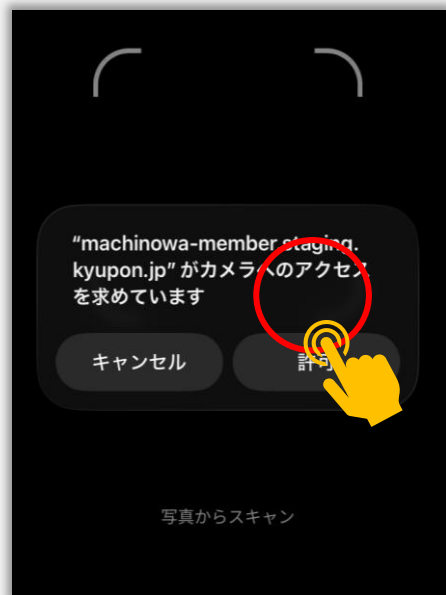 “machinowa-member.staging.
kyupon.jp” がカメラへのアクセス
を求めています
キャンセル
許可
写真からスキャン